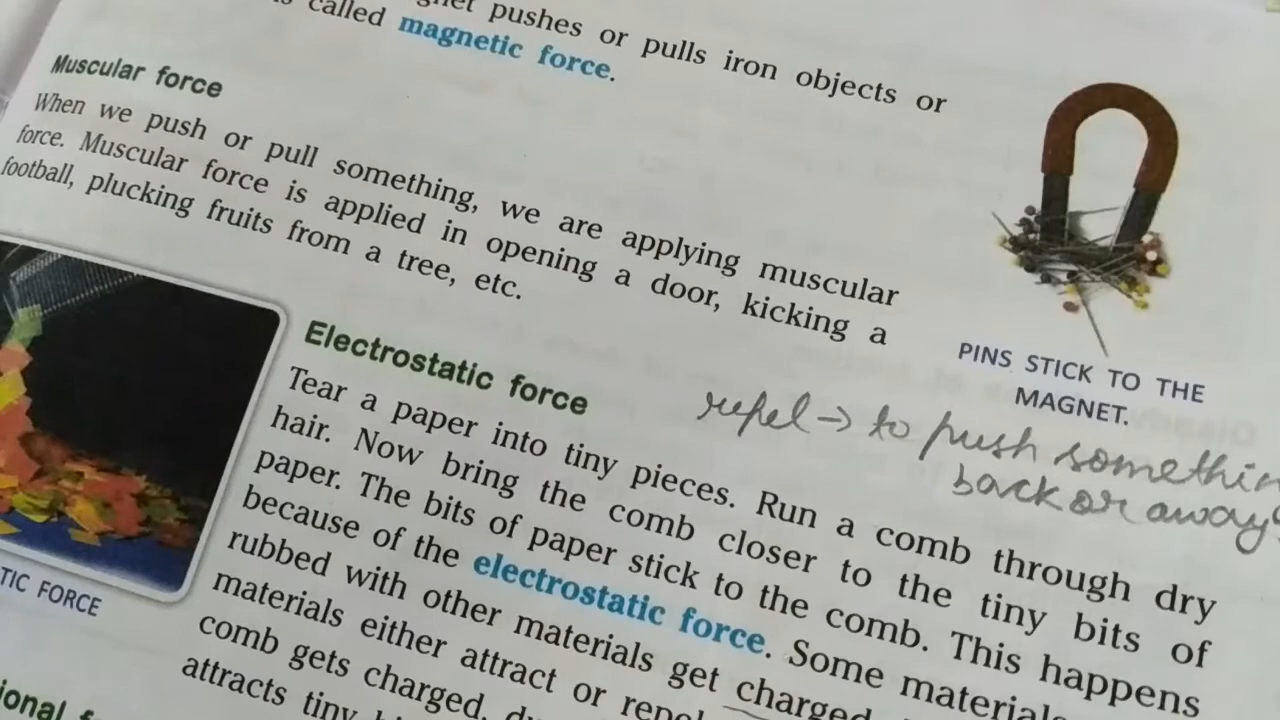 pushes or pulls iron objects or
called magnetic force.
Muscular force
When we push or pull something, we are applying muscular
force. Muscular force is applied in opening a door, kicking a
football, plucking fruits from a tree, etc.
PINS STICK TO THE
MAGNET.
Electrostatic force
repel → to push somethin
back or away
Tear a paper into tiny pieces. Run a comb through dry
hair. Now bring the comb closer to the tiny bits of
paper. The bits of paper stick to the comb. This happens
because of the electrostatic force. Some materials
rubbed with other materials get charged
materials either attract or repel
comb gets charged,
attracts tiny
TIC FORCE
ional f